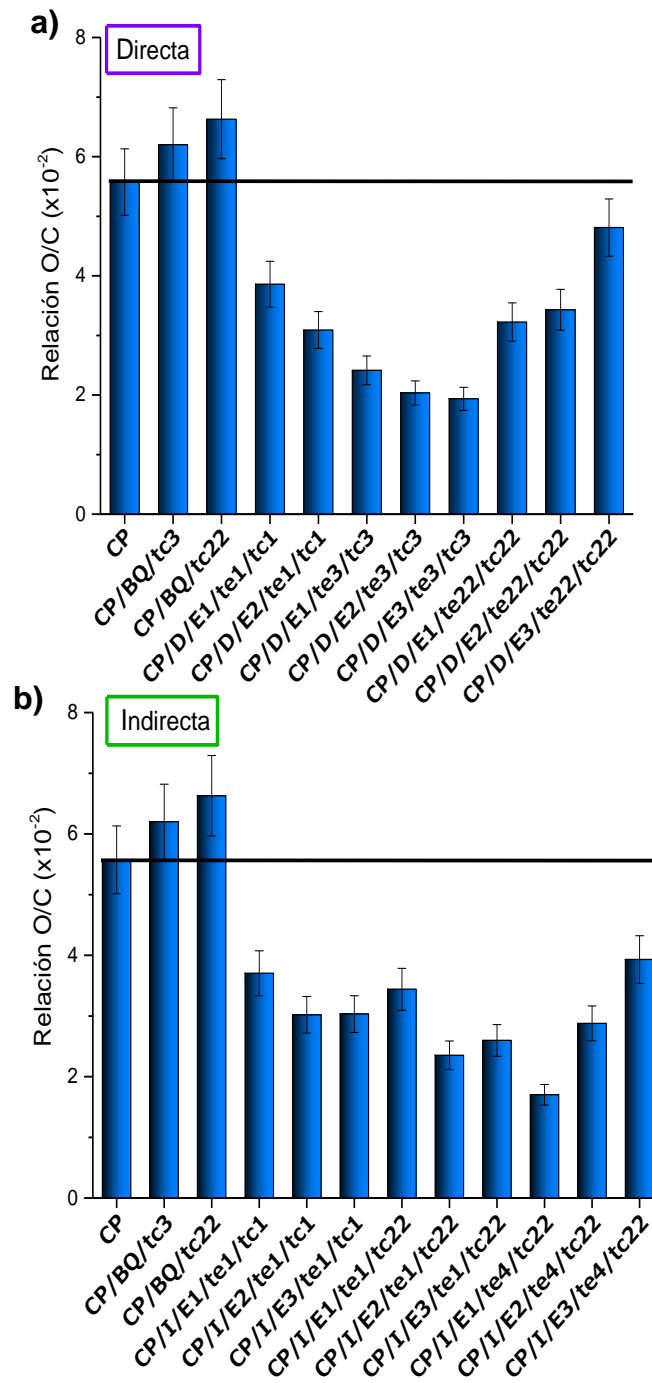 a)
Directa
Relación O/C (x10⁻²)
8
6
4
2
0
CP
CP/BQ/tc3
CP/BQ/tc22
CP/D/E1/te1/tc1
CP/D/E2/te1/tc1
CP/D/E1/te3/tc3
CP/D/E2/te3/tc3
CP/D/E3/te3/tc3
CP/D/E1/te22/tc22
CP/D/E2/te22/tc22
CP/D/E3/te22/tc22
b)
Indirecta
Relación O/C (x10⁻²)
8
6
4
2
0
CP
CP/BQ/tc3
CP/BQ/tc22
CP/I/E1/te1/tc1
CP/I/E2/te1/tc1
CP/I/E3/te1/tc1
CP/I/E1/te1/tc22
CP/I/E2/te1/tc22
CP/I/E3/te1/tc22
CP/I/E1/te4/tc22
CP/I/E2/te4/tc22
CP/I/E3/te4/tc22